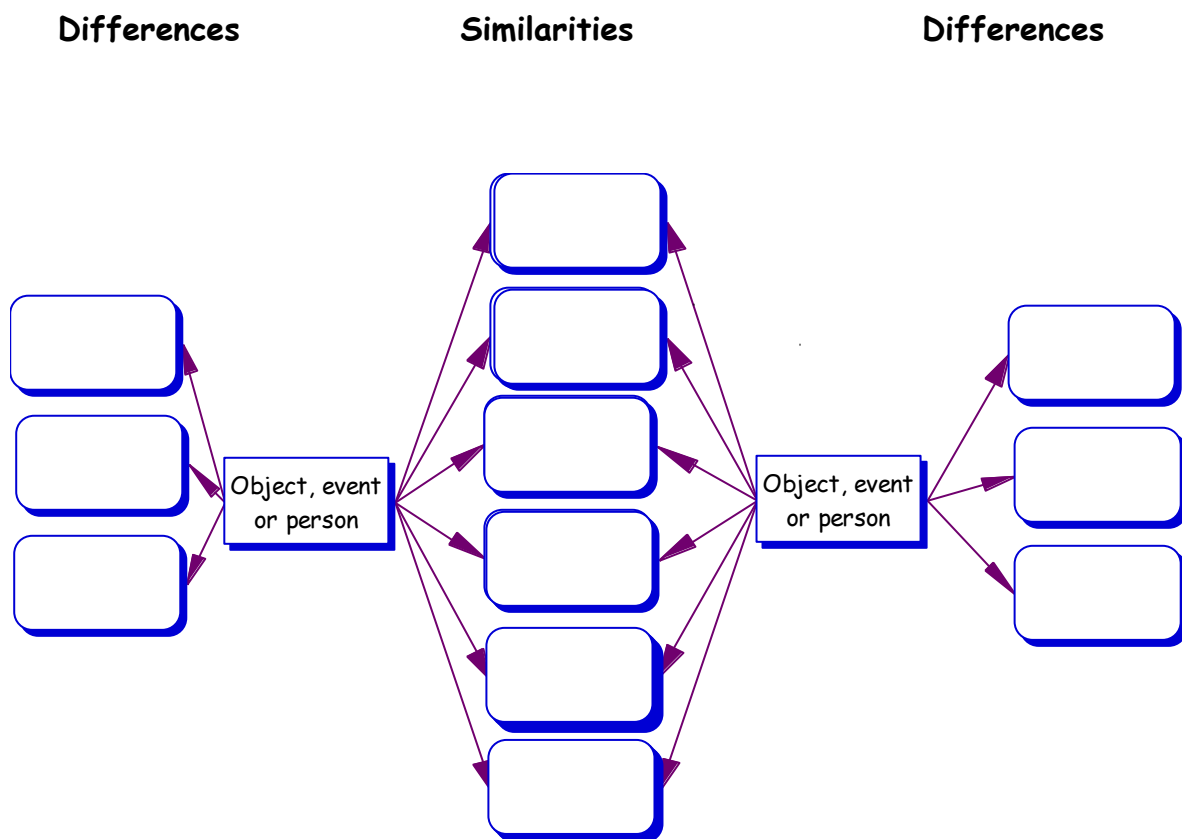 Differences
Similarities
Differences
Object, event
or person
Object, event
or person